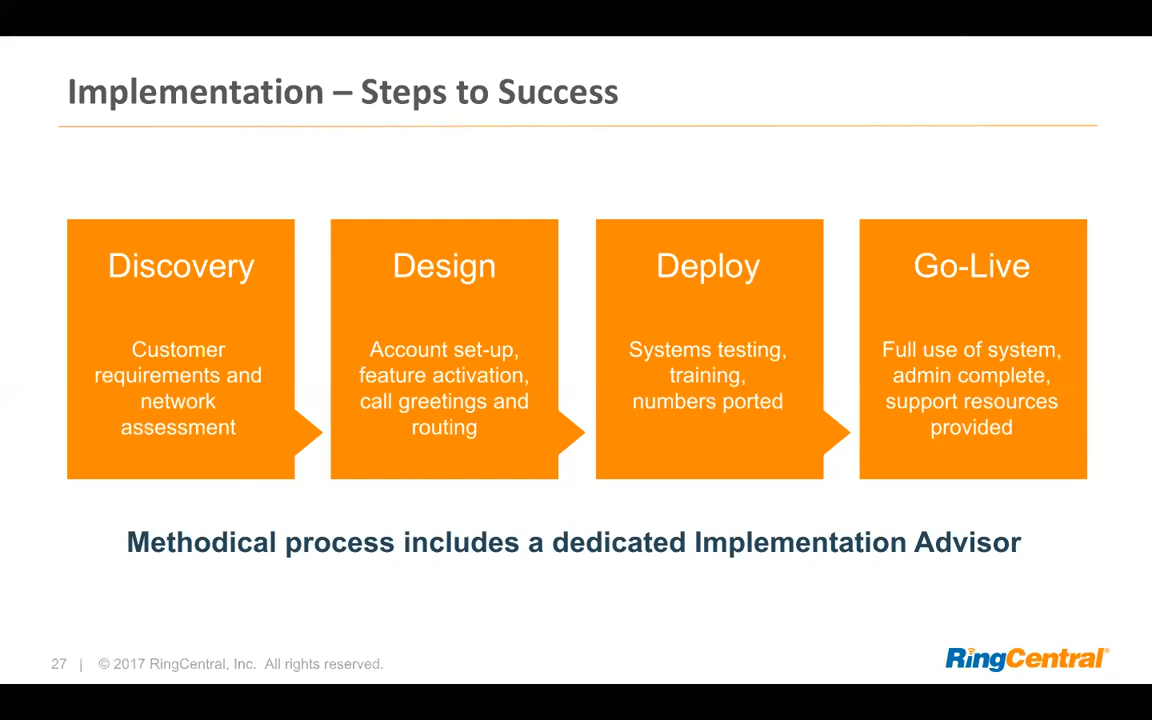 Implementation – Steps to Success
Discovery
Customer
requirements and
network
assessment
Design
Account set-up,
feature activation,
call greetings and
routing
Deploy
Systems testing,
training,
numbers ported
Go-Live
Full use of system,
admin complete,
support resources
provided
Methodical process includes a dedicated Implementation Advisor
27 | © 2017 RingCentral, Inc. All rights reserved.
RingCentral®